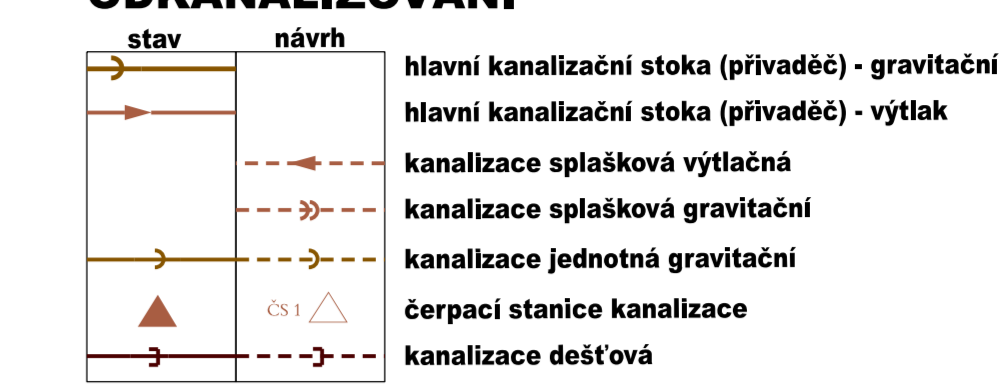 ODKANALIZOVÁNÍ
stav návrh
hlavní kanalizační stoka (přivaděč) - gravitační
hlavní kanalizační stoka (přivaděč) - výtlak
kanalizace splašková výtlačná
kanalizace splašková gravitační
kanalizace jednotná gravitační
ČS 1 čerpací stanice kanalizace
kanalizace dešťová